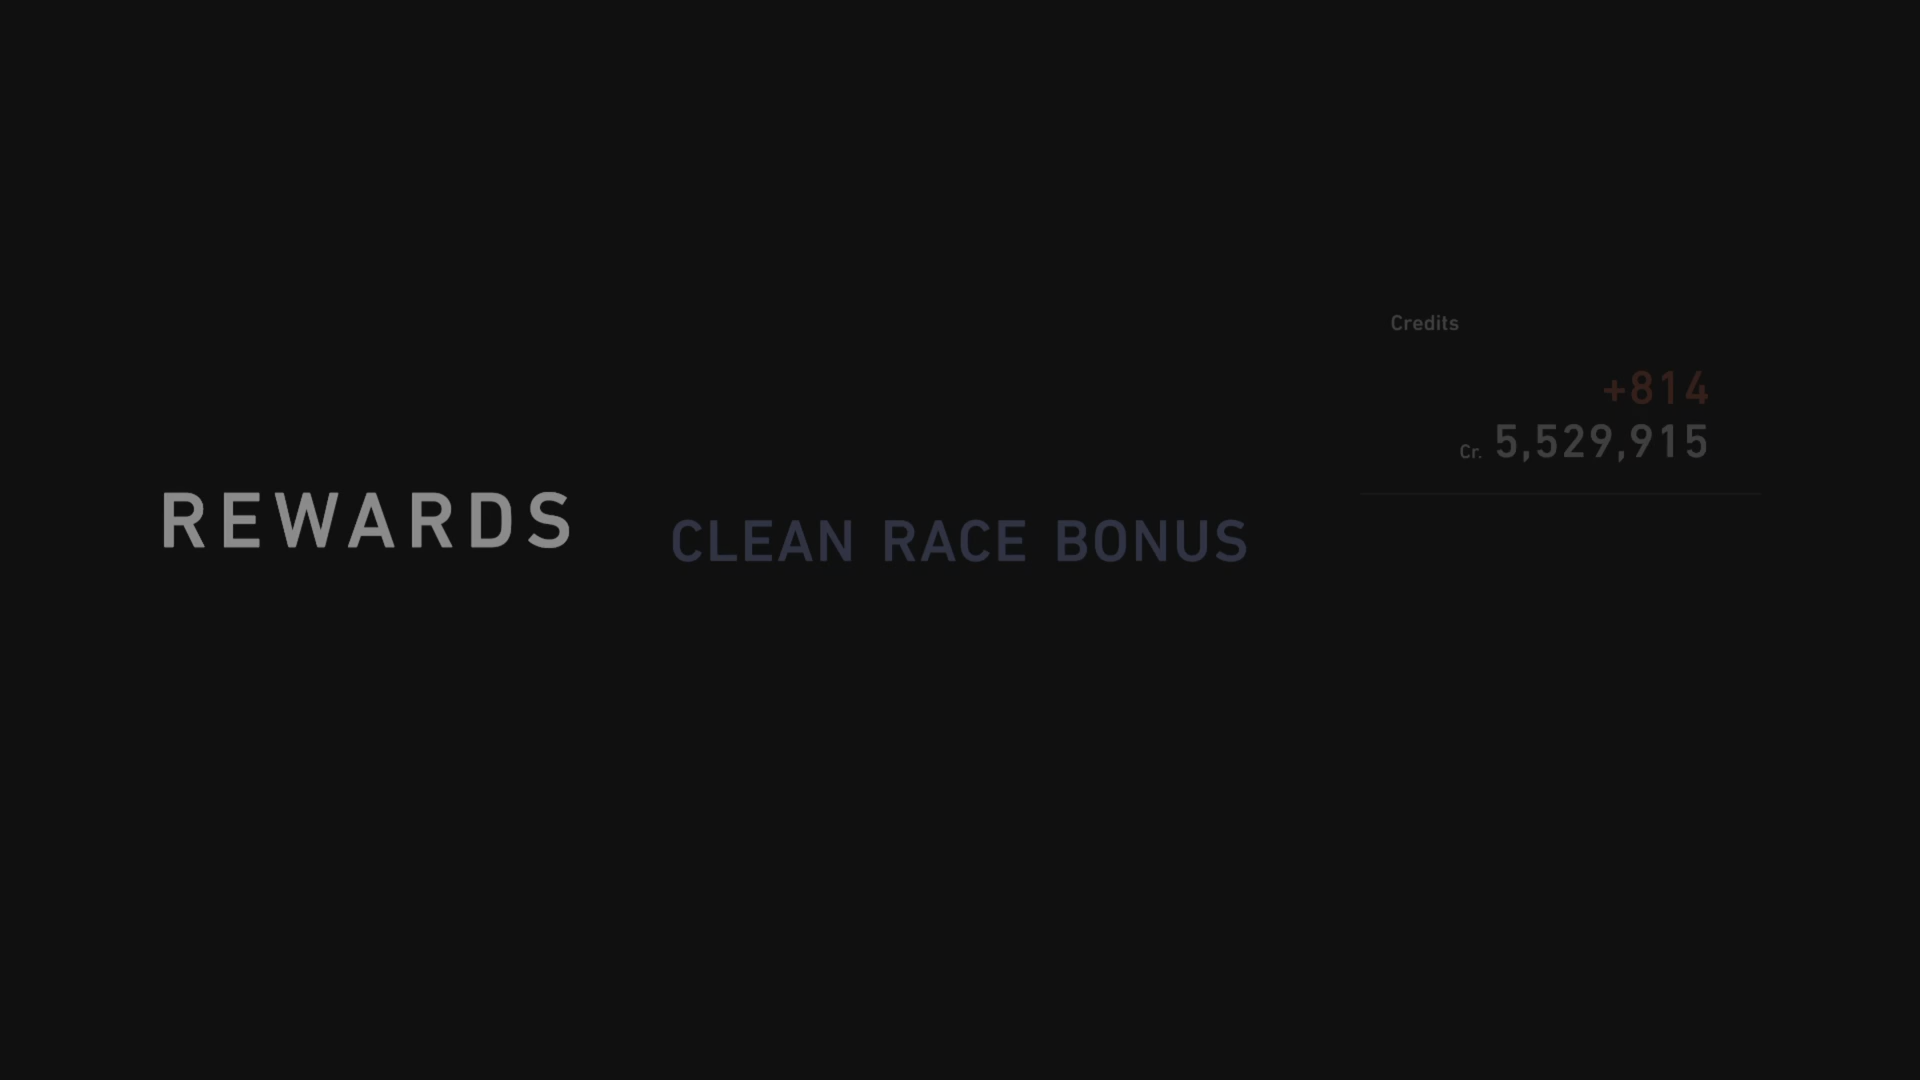 REWARDS
CLEAN RACE BONUS
Credits
+814
Cr. 5,529,915